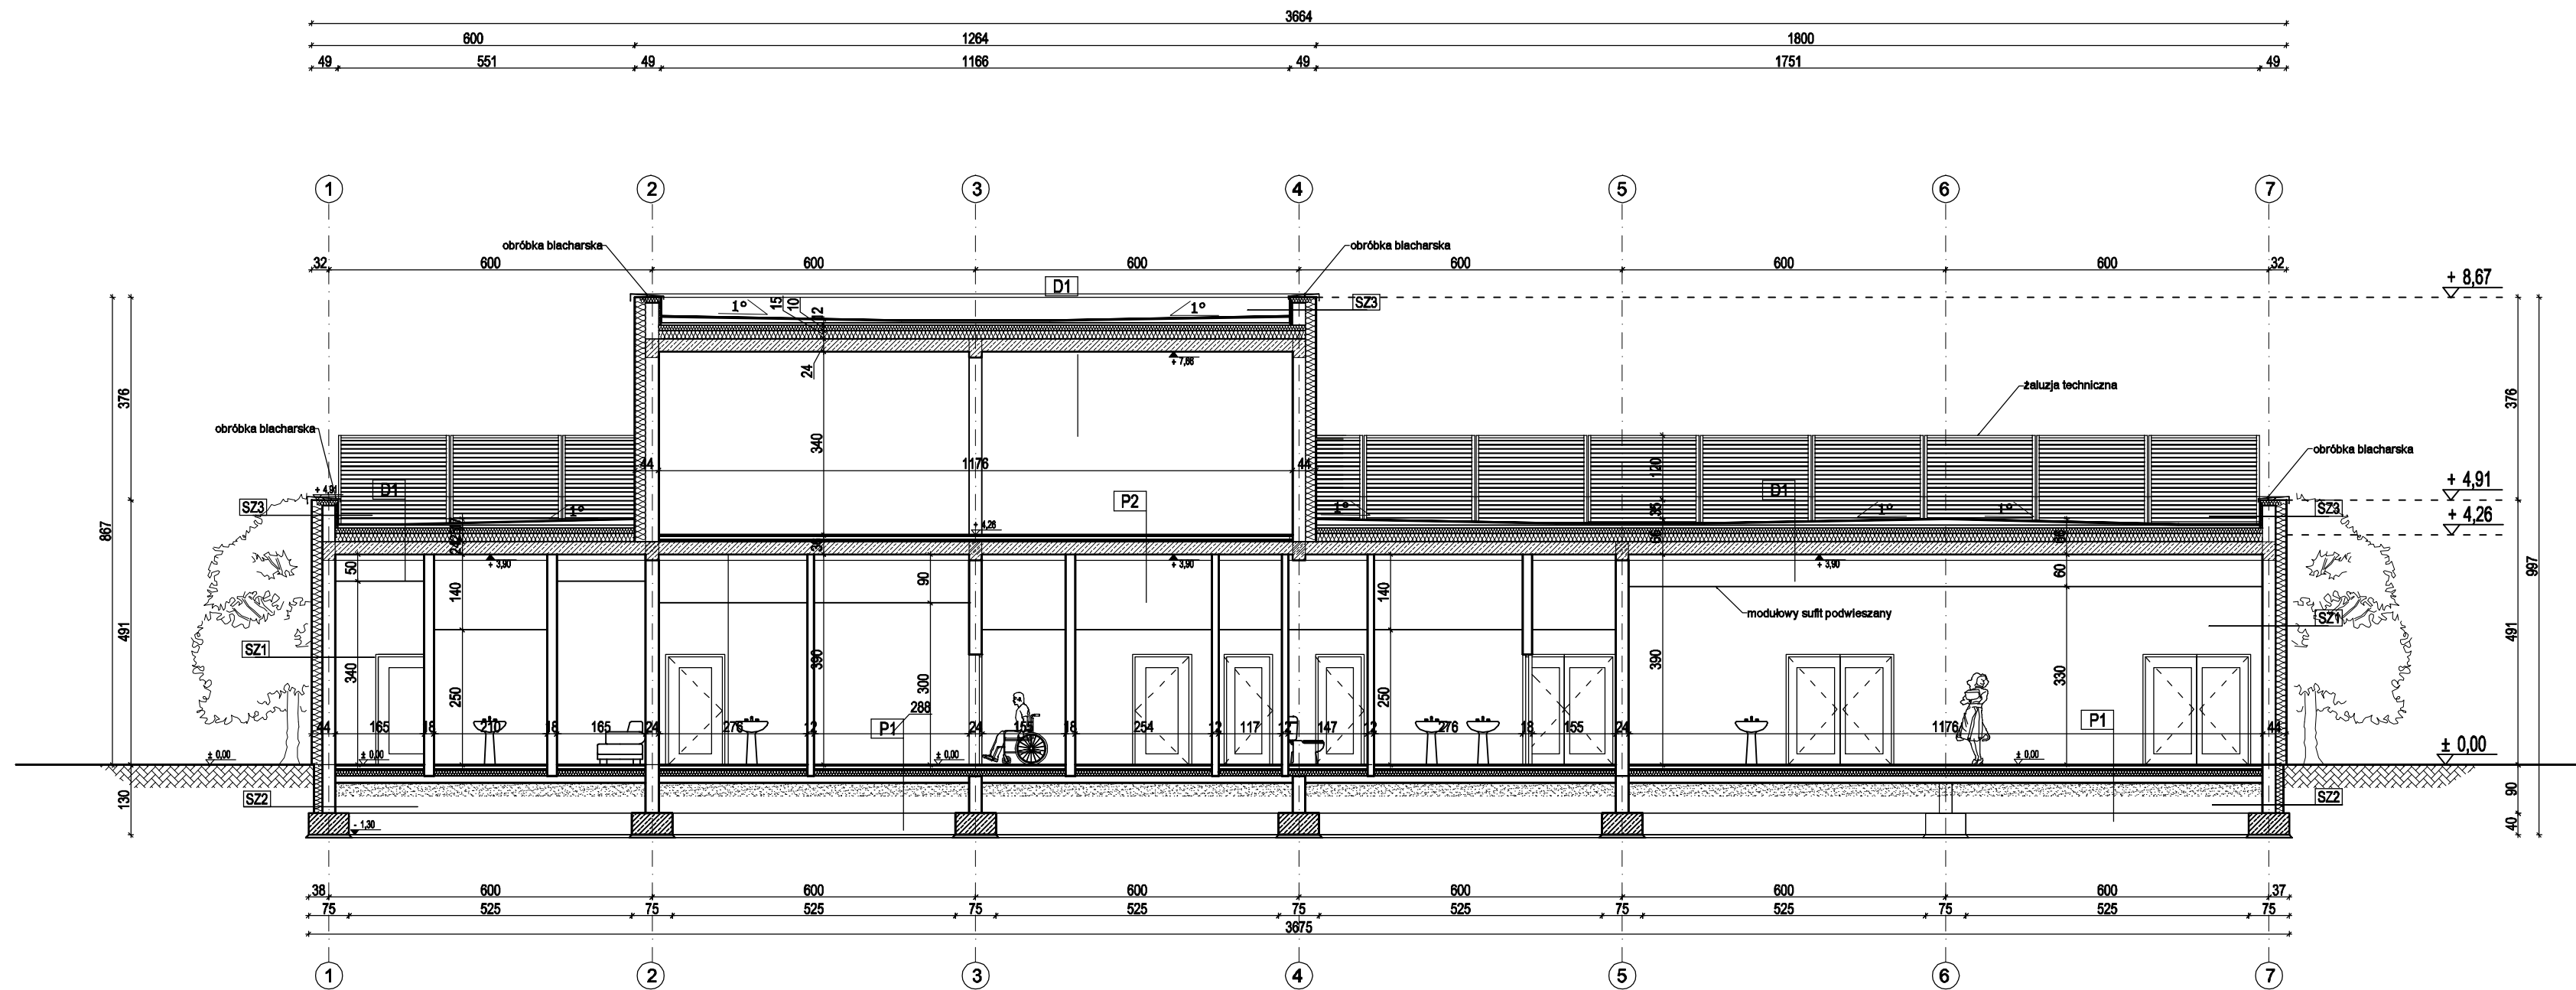 3664
600 1264 1800
49 551 49 1166 49 1751 49
1 2 3 4 5 6 7
obróbka blacharska
obróbka blacharska
32 600 600 600 600 600 600 32
D1
+ 8,67
1° 15 10 12 1°
SZ3
24
+ 7,66
żaluzja techniczna
376
376
obróbka blacharska
340
obróbka blacharska
44 1176 44
120
+ 4,91
D1
D1
+ 4,91
SZ3
P2
35
SZ3
1°
1° 1° 1°
+ 4,26
+ 4,26
867
997
+ 3,90
+ 3,90
+ 3,90
50
140
90
140
60
modułowy sufit podwieszany
491
491
SZ1
SZ1
340
250
390
300
250
390
330
288
P1
P1
44 165 18 210 18 165 24 276 12 24 155 18 254 12 117 12 147 12 276 18 155 24 1176 44
± 0,00
± 0,00
± 0,00
± 0,00
± 0,00
130
90
SZ2
SZ2
- 1,30
40
38 600 600 600 600 600 600 37
75 525 75 525 75 525 75 525 75 525 75 525 75
3675
1 2 3 4 5 6 7